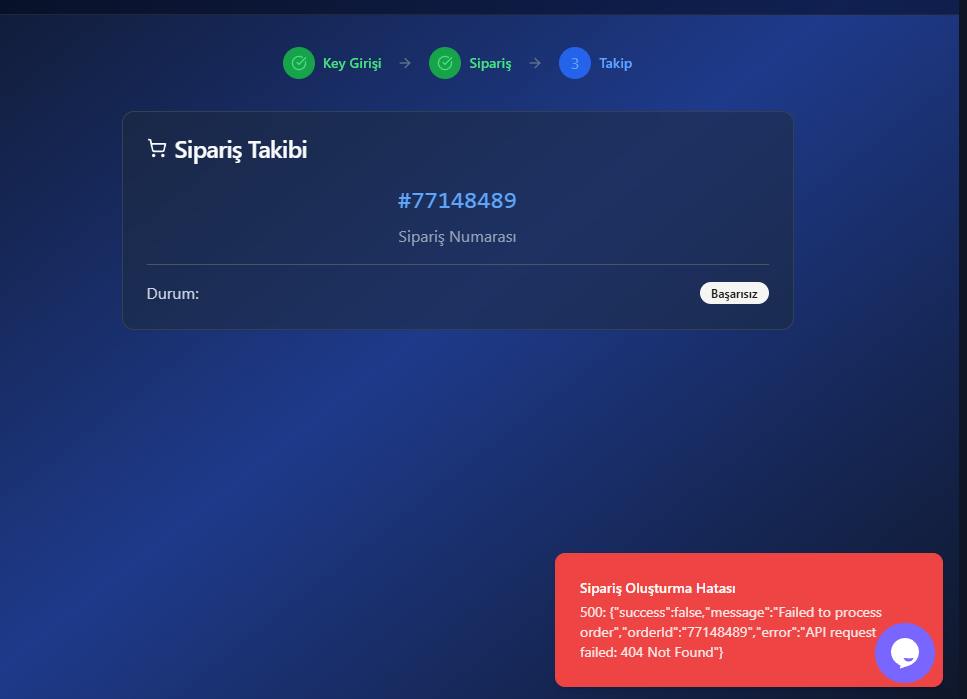 Key Girişi
Sipariş
3
Takip
Sipariş Takibi
#77148489
Sipariş Numarası
Durum:
Başarısız
Sipariş Oluşturma Hatası
500: {"success":false,"message":"Failed to process
order","orderId":"77148489","error":"API request
failed: 404 Not Found"}